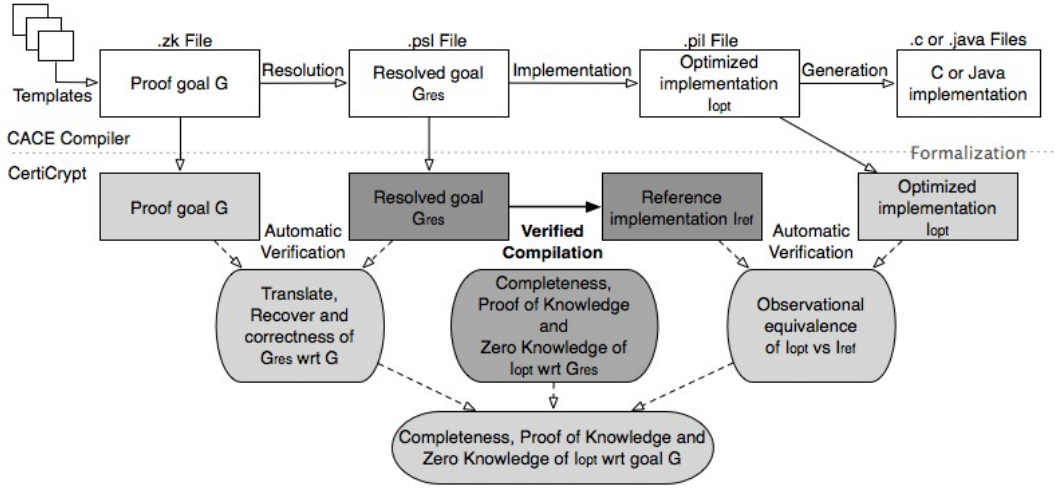 .zk File
.psl File
.pil File
.c or .java Files
Templates
Proof goal G
Resolution
Resolved goal
Gres
Implementation
Optimized
implementation
Iopt
Generation
C or Java
implementation
CACE Compiler
Formalization
CertiCrypt
Proof goal G
Resolved goal
Gres
Reference
implementation Iref
Optimized
implementation
Iopt
Automatic
Verification
Verified
Compilation
Automatic
Verification
Translate,
Recover and
correctness of
Gres wrt G
Completeness,
Proof of Knowledge
and
Zero Knowledge of
Iopt wrt Gres
Observational
equivalence
of Iopt vs Iref
Completeness, Proof of Knowledge and
Zero Knowledge of Iopt wrt goal G